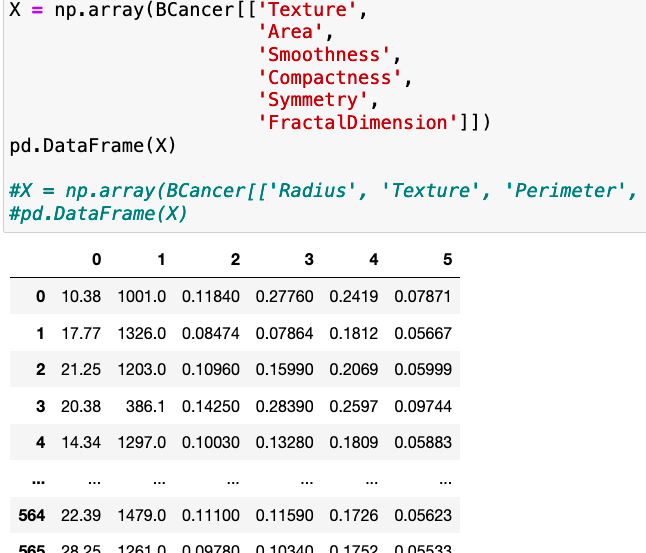 X = np.array(BCancer[['Texture',
'Area',
'Smoothness',
'Compactness',
'Symmetry',
'FractalDimension']])
pd.DataFrame(X)
#X = np.array(BCancer[['Radius', 'Texture', 'Perimeter',
#pd.DataFrame(X)
0 1 2 3 4 5
0 10.38 1001.0 0.11840 0.27760 0.2419 0.07871
1 17.77 1326.0 0.08474 0.07864 0.1812 0.05667
2 21.25 1203.0 0.10960 0.15990 0.2069 0.05999
3 20.38 386.1 0.14250 0.28390 0.2597 0.09744
4 14.34 1297.0 0.10030 0.13280 0.1809 0.05883
... ... ... ... ... ... ...
564 22.39 1479.0 0.11100 0.11590 0.1726 0.05623
565 28.25 1261.0 0.09780 0.10340 0.1752 0.05533